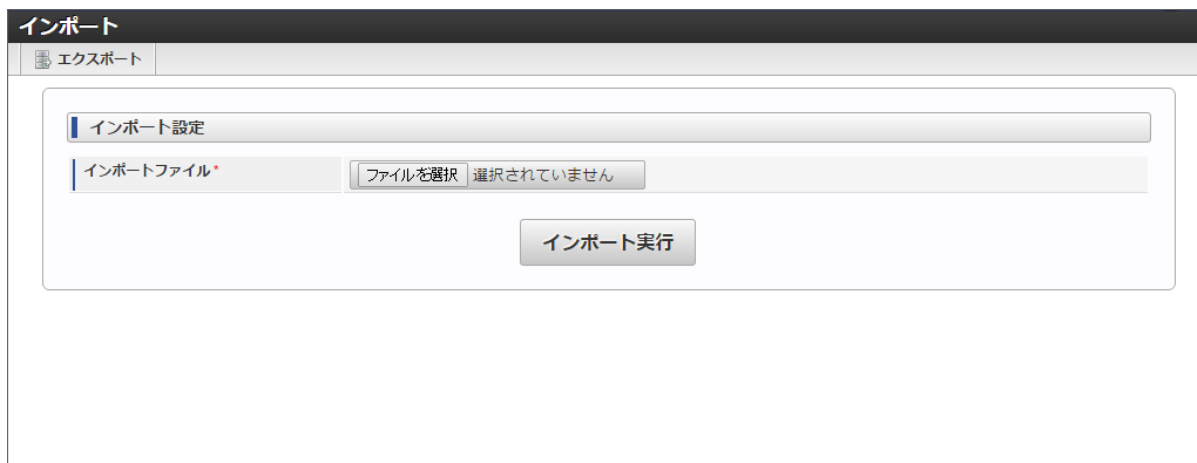 インポート
エクスポート
インポート設定
インポートファイル*
ファイルを選択 選択されていません
インポート実行